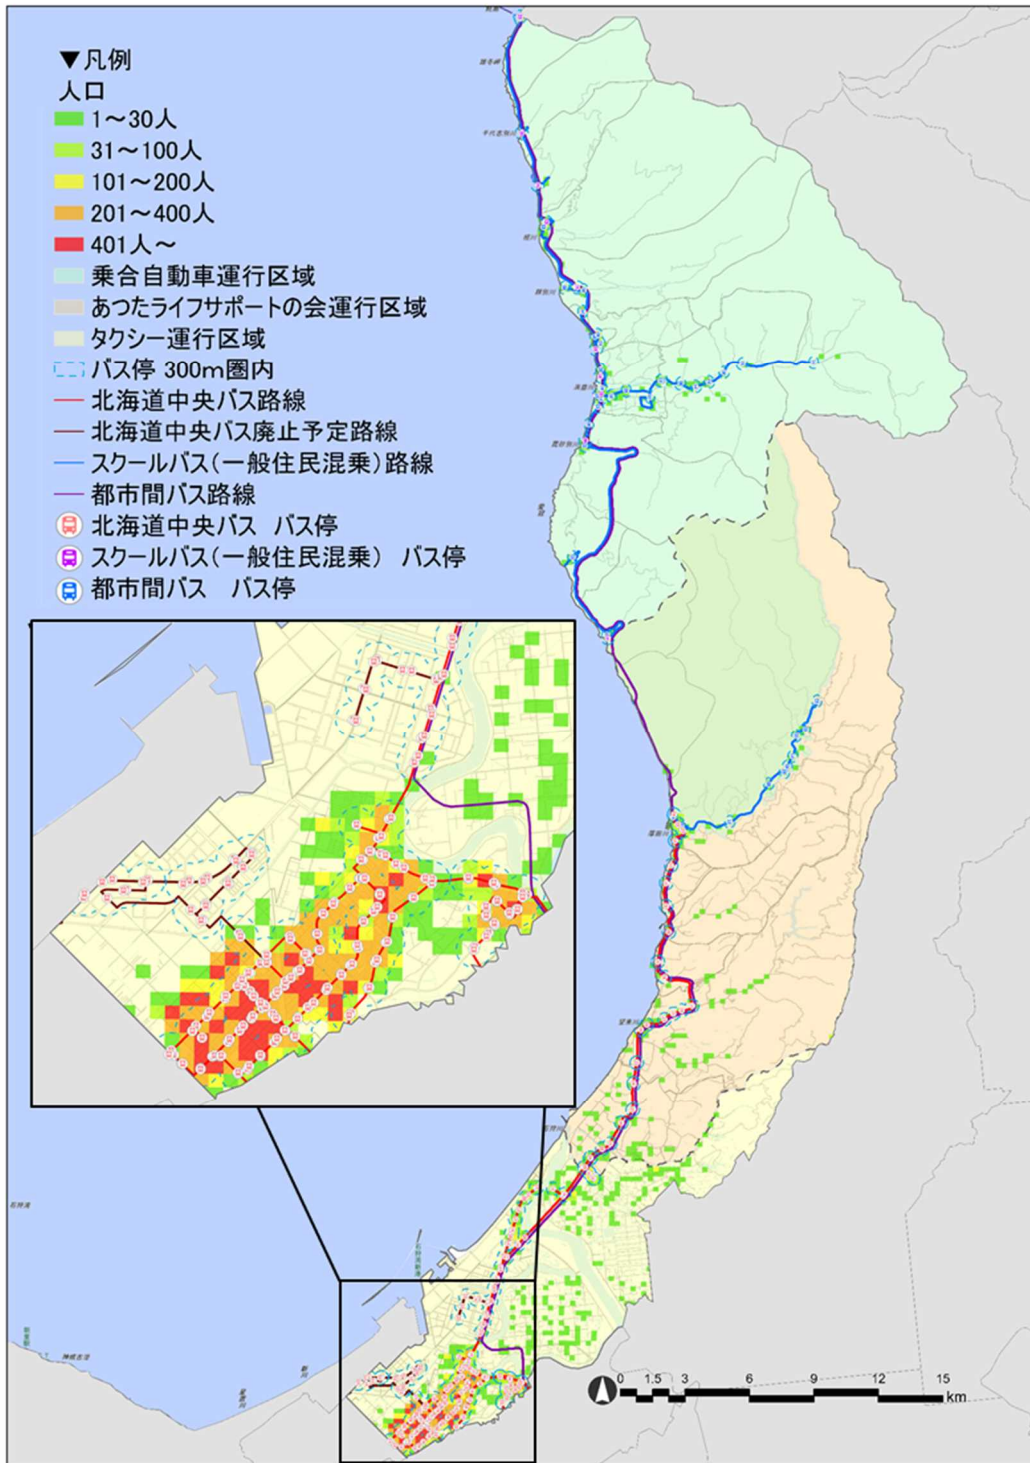 ▼凡例
人口
1～30人
31～100人
101～200人
201～400人
401人～
乗合自動車運行区域
あつたライフサポートの会運行区域
タクシー運行区域
バス停 300m圏内
北海道中央バス路線
北海道中央バス廃止予定路線
スクールバス(一般住民混乗)路線
都市間バス路線
北海道中央バス バス停
スクールバス(一般住民混乗) バス停
都市間バス バス停
0 1.5 3 6 9 12 15
km